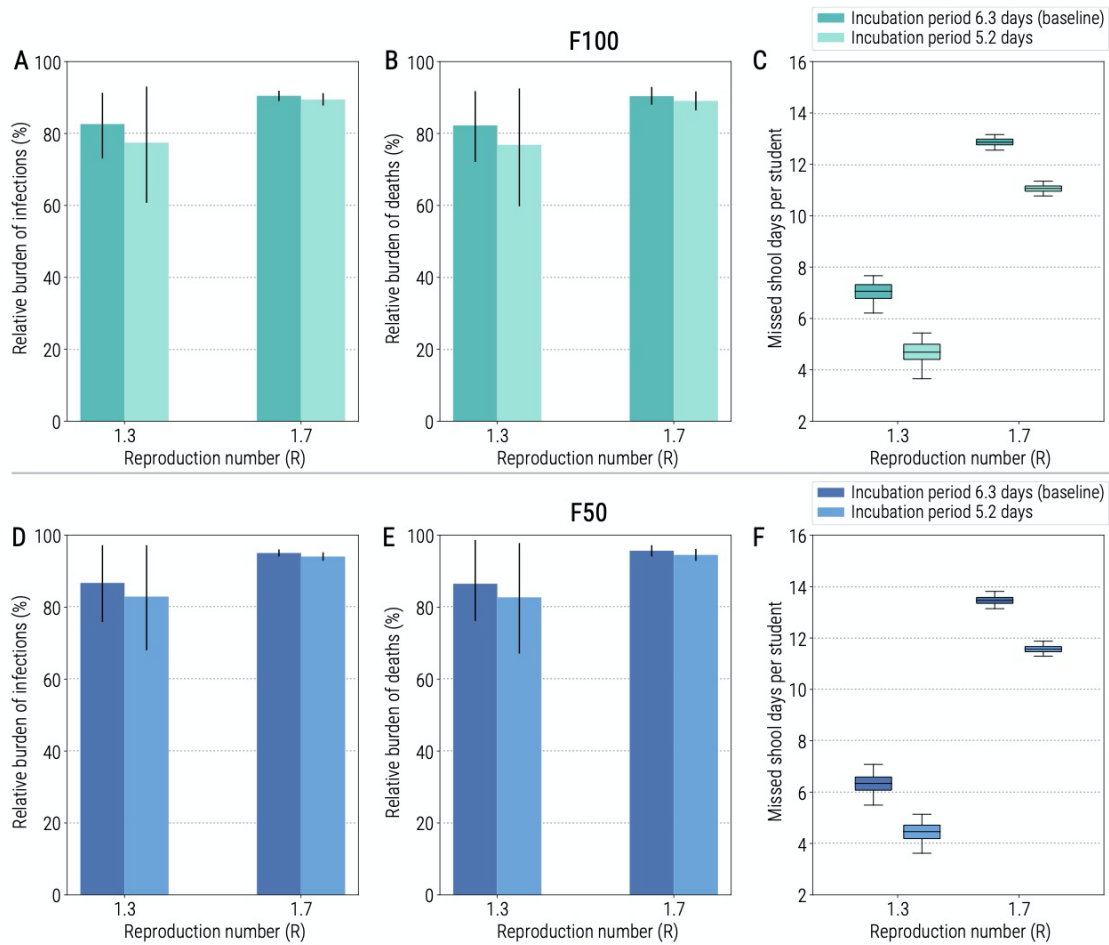 Incubation period 6.3 days (baseline)
Incubation period 5.2 days
F100
A
B
C
100
80
60
40
20
0
Relative burden of infections (%)
1.3
1.7
Reproduction number (R)
100
80
60
40
20
0
Relative burden of deaths (%)
1.3
1.7
Reproduction number (R)
16
14
12
10
8
6
4
2
Missed shool days per student
1.3
1.7
Reproduction number (R)
Incubation period 6.3 days (baseline)
Incubation period 5.2 days
F50
D
E
F
100
80
60
40
20
0
Relative burden of infections (%)
1.3
1.7
Reproduction number (R)
100
80
60
40
20
0
Relative burden of deaths (%)
1.3
1.7
Reproduction number (R)
16
14
12
10
8
6
4
2
Missed shool days per student
1.3
1.7
Reproduction number (R)